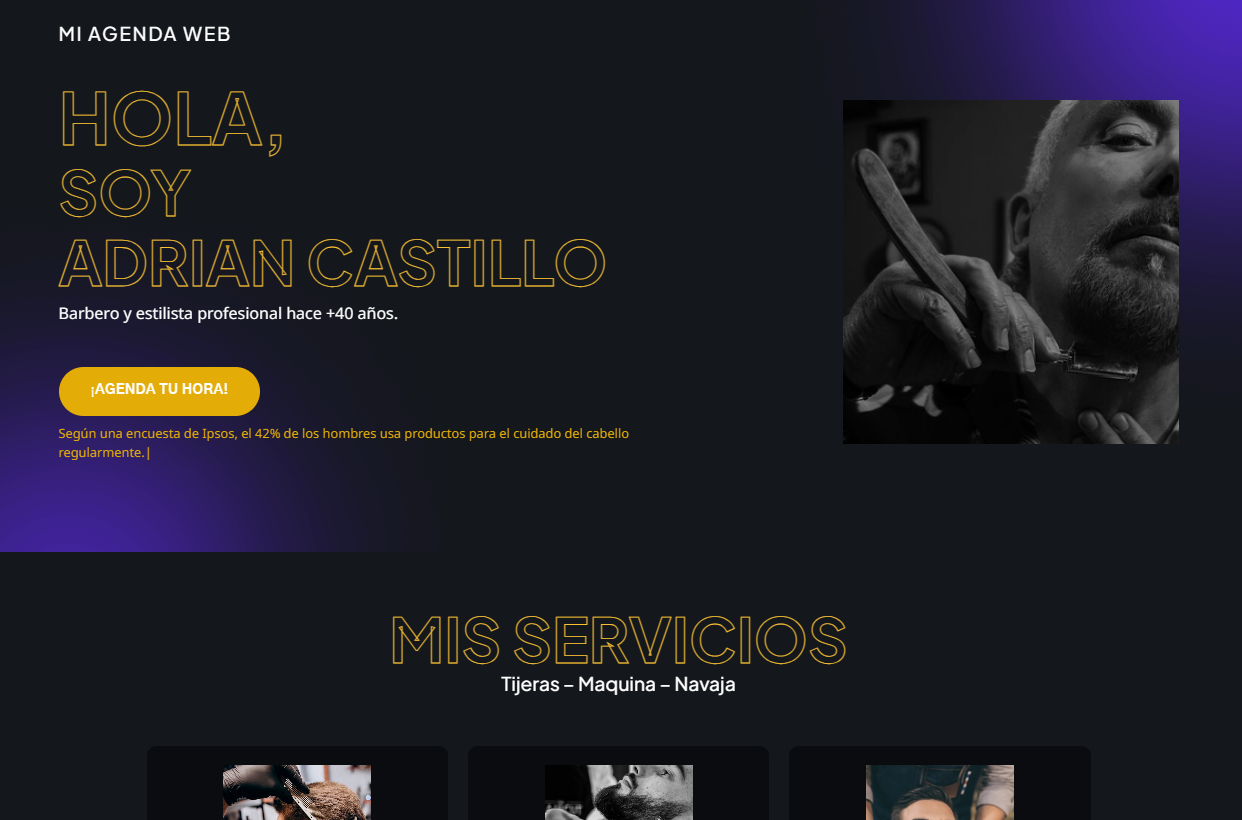 MI AGENDA WEB
HOLA,
SOY
ADRIAN CASTILLO
Barbero y estilista profesional hace +40 años.
¡AGENDA TU HORA!
Según una encuesta de Ipsos, el 42% de los hombres usa productos para el cuidado del cabello
regularmente.|
MIS SERVICIOS
Tijeras – Maquina – Navaja